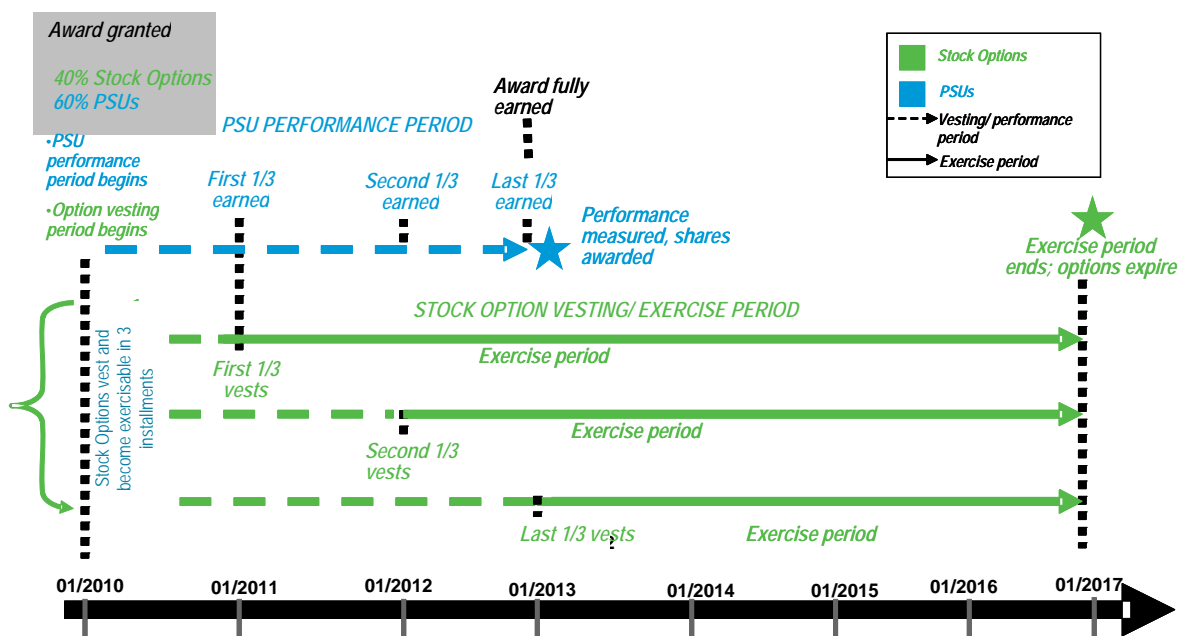 Award granted
40% Stock Options
60% PSUs
•PSU
performance
period begins
•Option vesting
period begins
PSU PERFORMANCE PERIOD
First 1/3
earned
Second 1/3
earned
Award fully
earned
Last 1/3
earned
Performance
measured, shares
awarded
Stock Options
PSUs
Vesting/ performance
period
Exercise period
Exercise period
ends; options expire
STOCK OPTION VESTING/ EXERCISE PERIOD
Stock Options vest and
become exercisable in 3
installments
Exercise period
First 1/3
vests
Exercise period
Second 1/3
vests
Last 1/3 vests
Exercise period
01/2010
01/2011
01/2012
01/2013
01/2014
01/2015
01/2016
01/2017